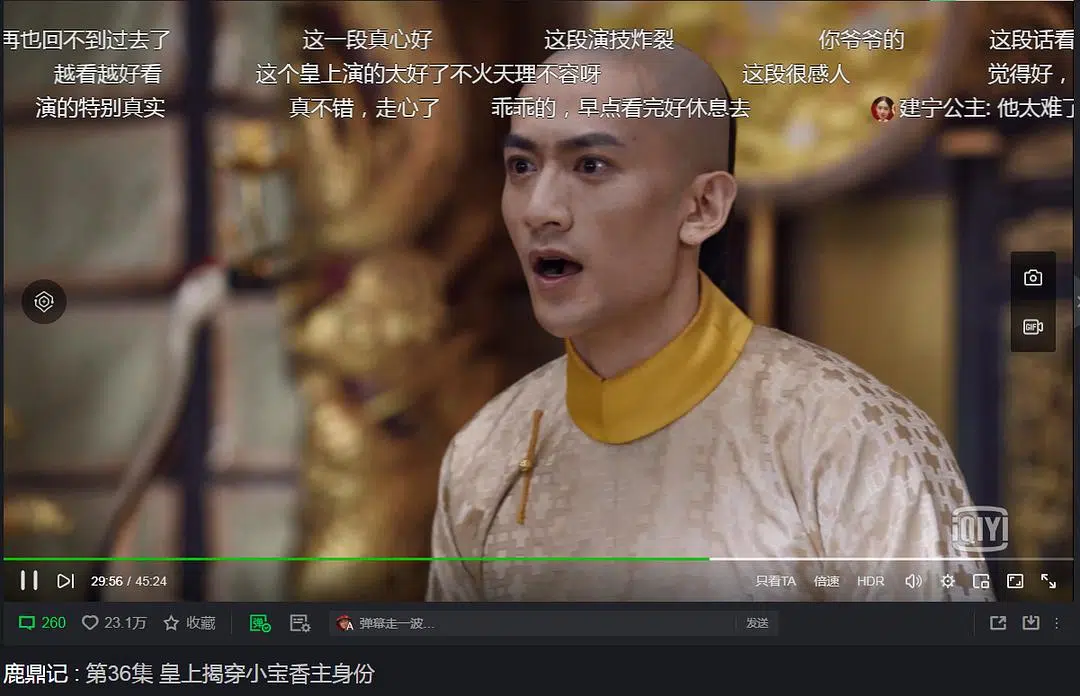 再也回不到过去了 这一段真心好 这段演技炸裂 你爷爷的 这段话看
越看越好看 这个皇上演的太好了不火天理不容呀 这段很感人 觉得好，
演的特别真实 真不错，走心了 乖乖的，早点看完好休息去 建宁公主: 他太难了
GIF
iQIYI
29:56 / 45:24 只看TA 倍速 HDR
260 23.1万 收藏 弹 弹幕走一波... 发送
鹿鼎记 : 第36集 皇上揭穿小宝香主身份